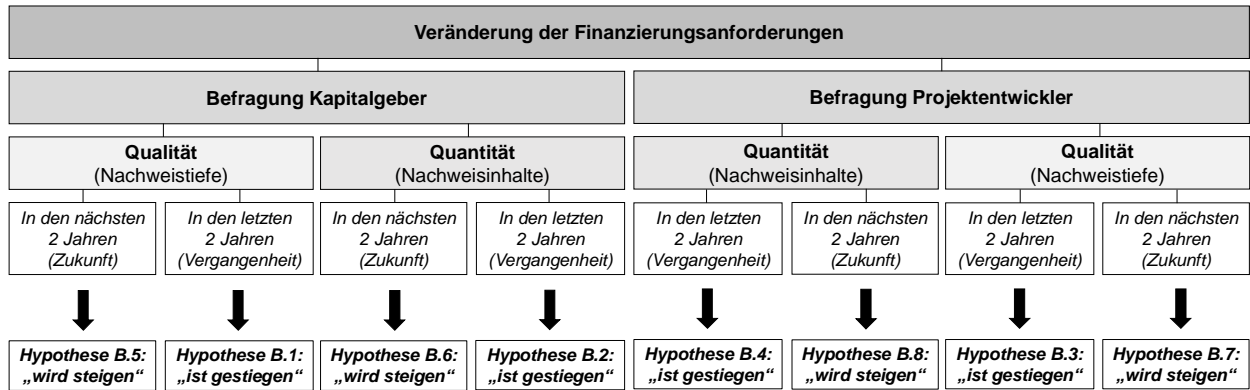 Veränderung der Finanzierungsanforderungen
Befragung Kapitalgeber
Befragung Projektentwickler
Qualität
(Nachweistiefe)
Quantität
(Nachweisinhalte)
Quantität
(Nachweisinhalte)
Qualität
(Nachweistiefe)
In den nächsten
2 Jahren
(Zukunft)
In den letzten
2 Jahren
(Vergangenheit)
In den nächsten
2 Jahren
(Zukunft)
In den letzten
2 Jahren
(Vergangenheit)
In den letzten
2 Jahren
(Vergangenheit)
In den nächsten
2 Jahren
(Zukunft)
In den letzten
2 Jahren
(Vergangenheit)
In den nächsten
2 Jahren
(Zukunft)
Hypothese B.5:
„wird steigen“
Hypothese B.1:
„ist gestiegen“
Hypothese B.6:
„wird steigen“
Hypothese B.2:
„ist gestiegen“
Hypothese B.4:
„ist gestiegen“
Hypothese B.8:
„wird steigen“
Hypothese B.3:
„ist gestiegen“
Hypothese B.7:
„wird steigen“